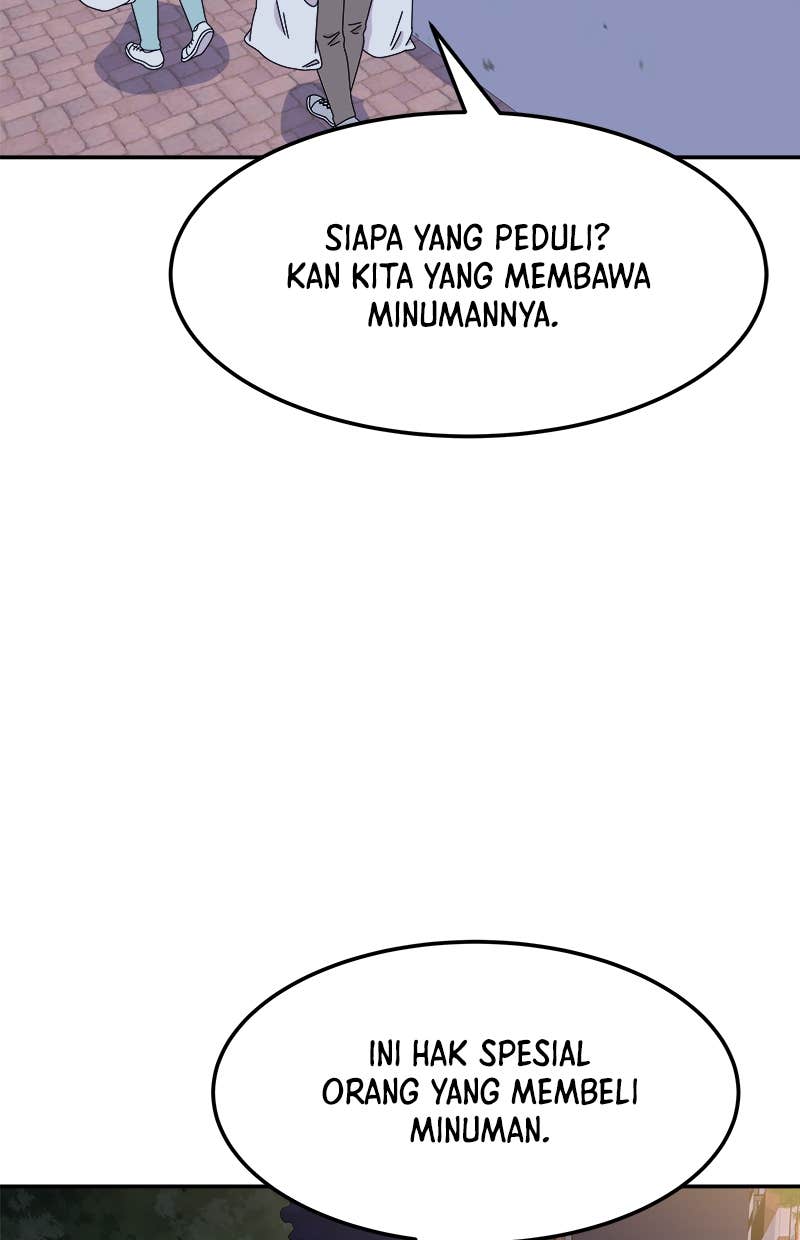 SIAPA YANG PEDULI?
KAN KITA YANG MEMBAWA
MINUMANNYA.
INI HAK SPESIAL
ORANG YANG MEMBELI
MINUMAN.